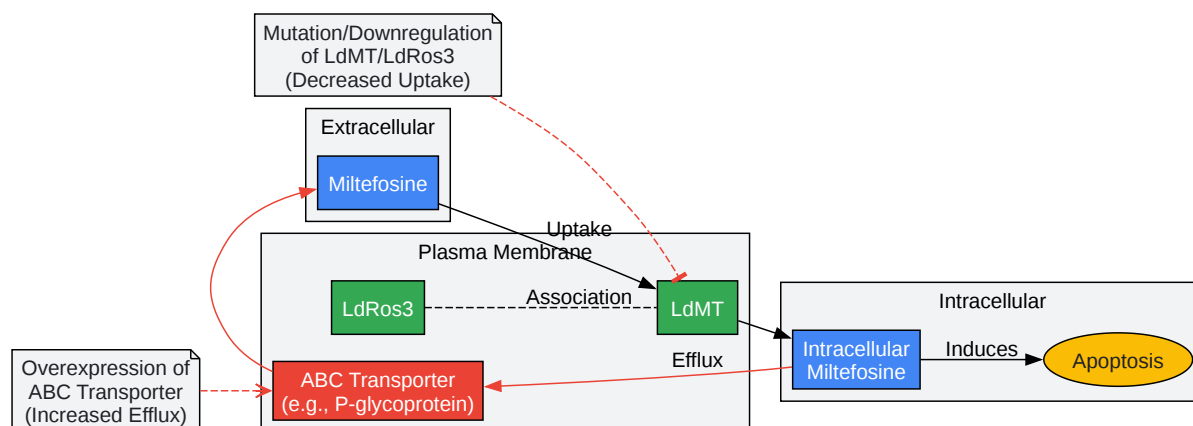 Mutation/Downregulation
of LdMT/LdRos3
(Decreased Uptake)
Extracellular
Miltefosine
Uptake
Plasma Membrane
LdRos3
Association
LdMT
Intracellular
Intracellular
Miltefosine
Induces
Apoptosis
Efflux
ABC Transporter
(e.g., P-glycoprotein)
Overexpression of
ABC Transporter
(Increased Efflux)